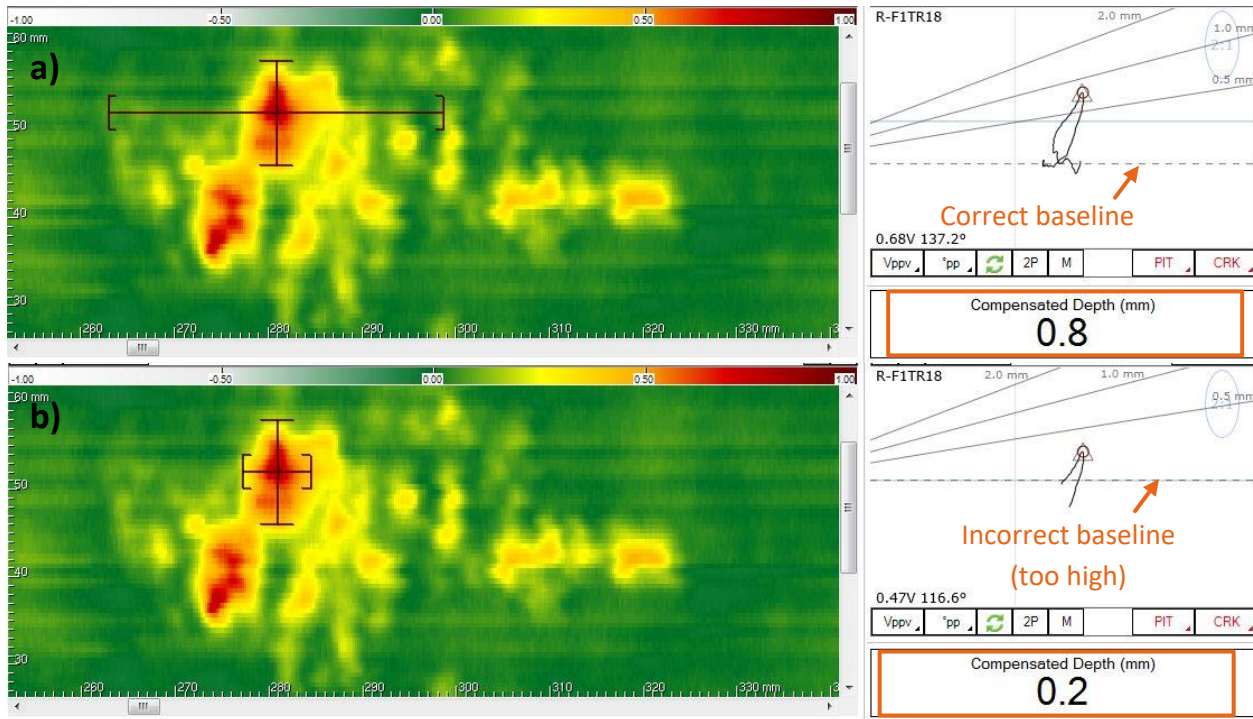 -1.00 -0.50 0.00 0.50 1.00
a)
60 mm
50
40
30
260 270 280 290 300 310 320 330 mm
R-F1TR18
2.0 mm
1.0 mm
2:1
0.5 mm
Correct baseline
0.68V 137.2°
Vppv °pp 2P M PIT CRK
Compensated Depth (mm)
0.8
-1.00 -0.50 0.00 0.50 1.00
b)
60 mm
50
40
30
260 270 280 290 300 310 320 330 mm
R-F1TR18
2.0 mm 1.0 mm
0.5 mm
2:1
Incorrect baseline
(too high)
0.47V 116.6°
Vppv °pp 2P M PIT CRK
Compensated Depth (mm)
0.2